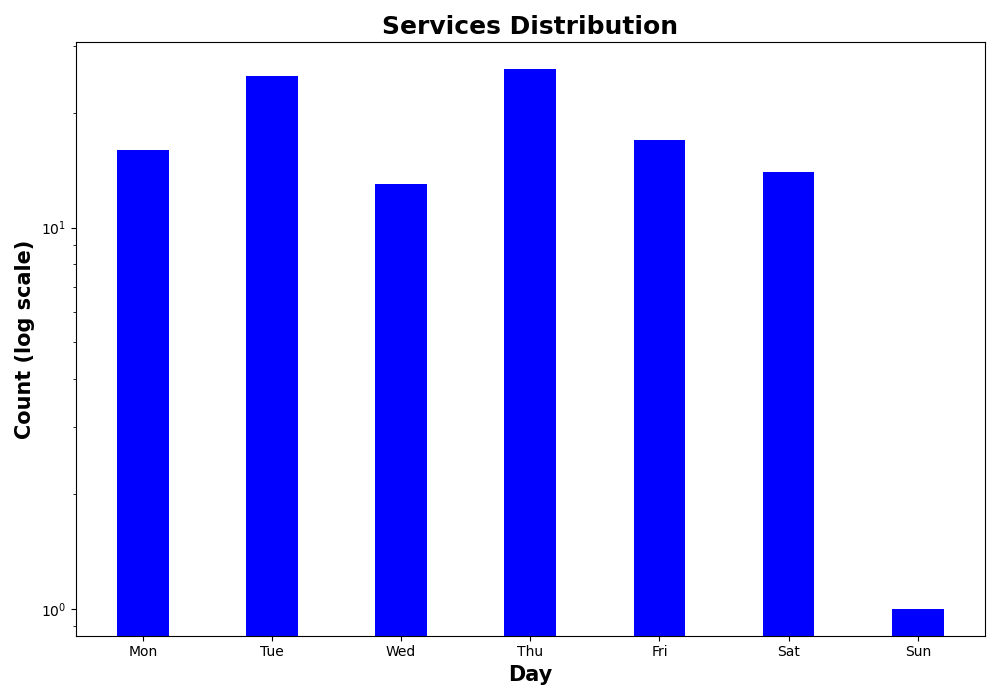 Services Distribution
Count (log scale)
10¹
10⁰
Mon Tue Wed Thu Fri Sat Sun
Day